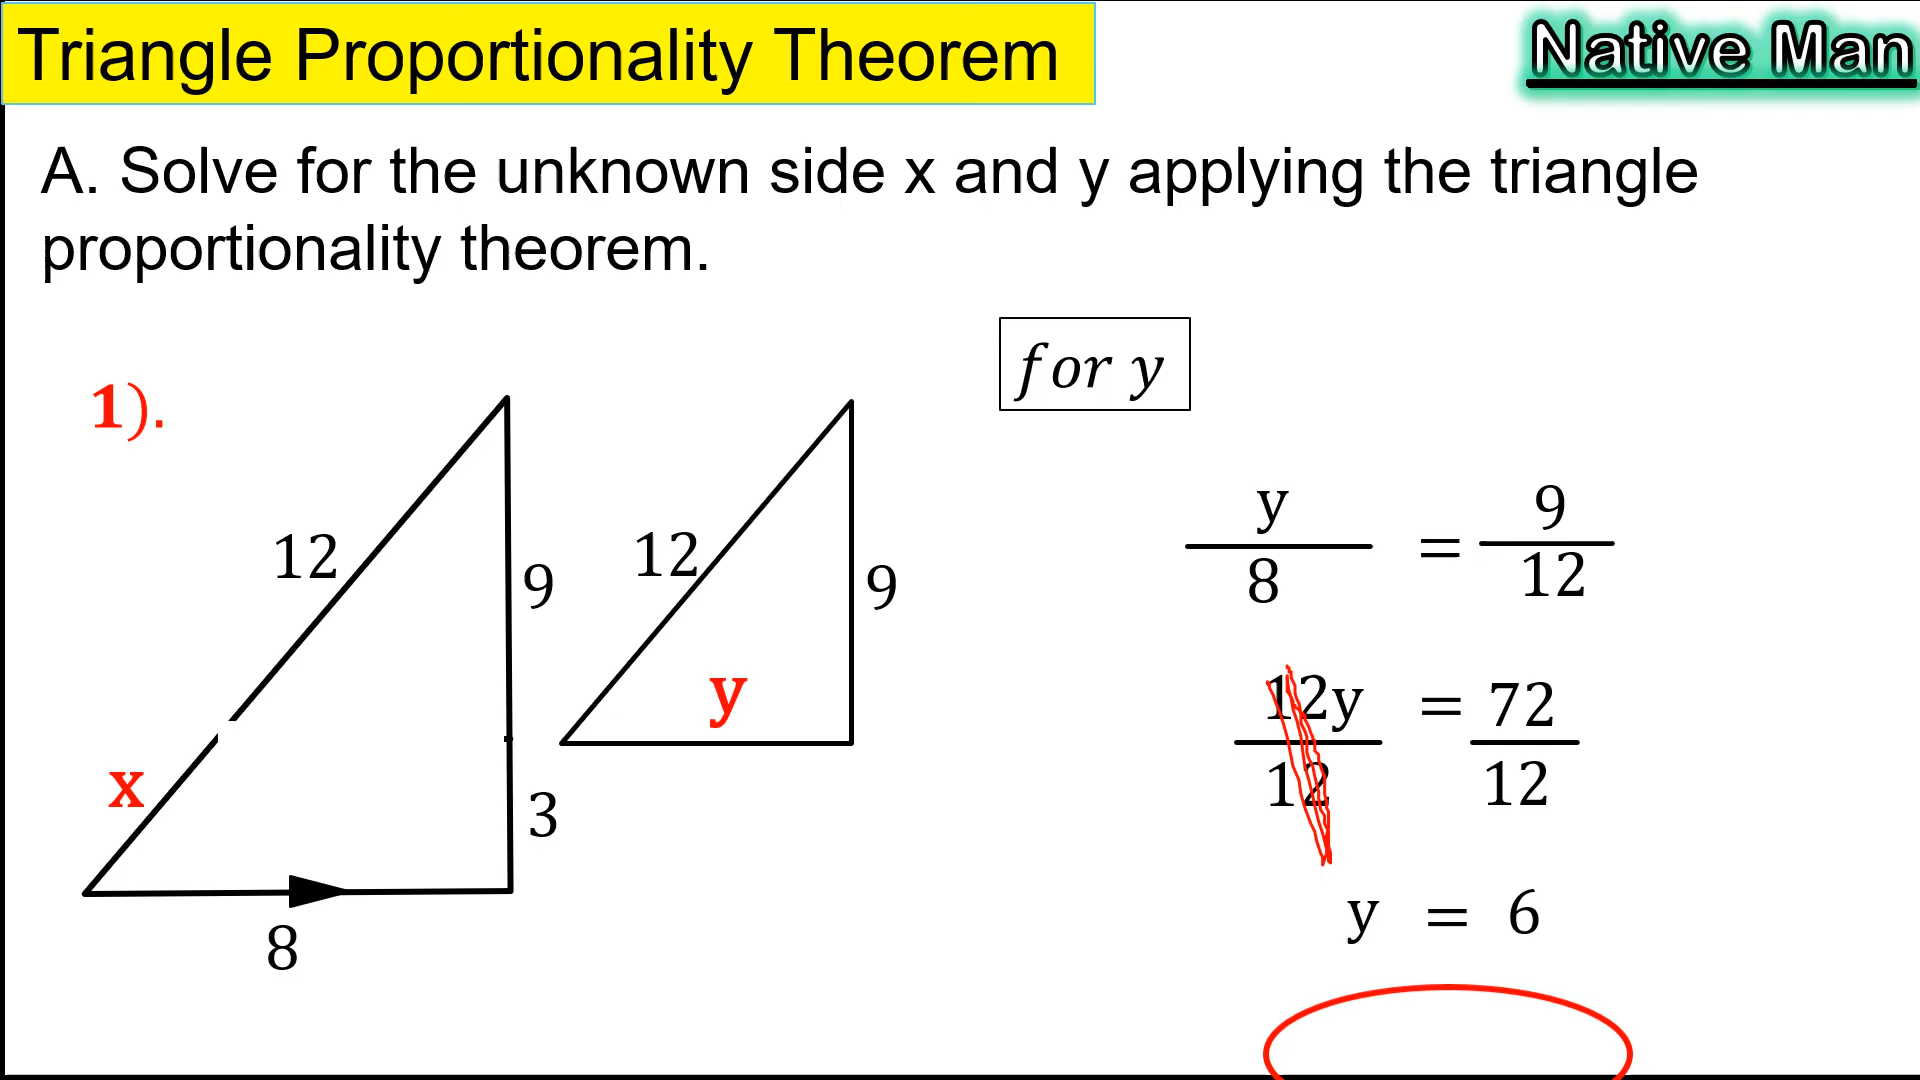 Triangle Proportionality Theorem
Native Man
A. Solve for the unknown side x and y applying the triangle
proportionality theorem.
for y
1).
12
9
12
9
y
x
3
8
y/8 = 9/12
12y/12 = 72/12
y = 6